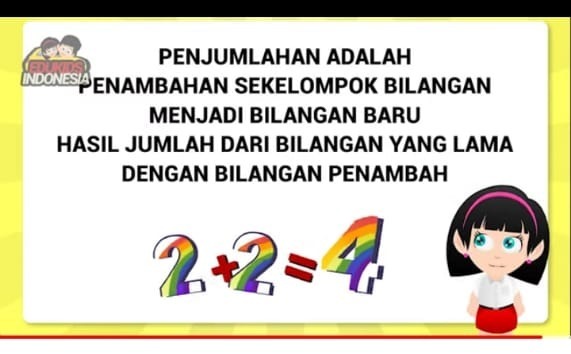 EDUKIDS
INDONESIA
PENJUMLAHAN ADALAH
PENAMBAHAN SEKELOMPOK BILANGAN
MENJADI BILANGAN BARU
HASIL JUMLAH DARI BILANGAN YANG LAMA
DENGAN BILANGAN PENAMBAH
2+2=4